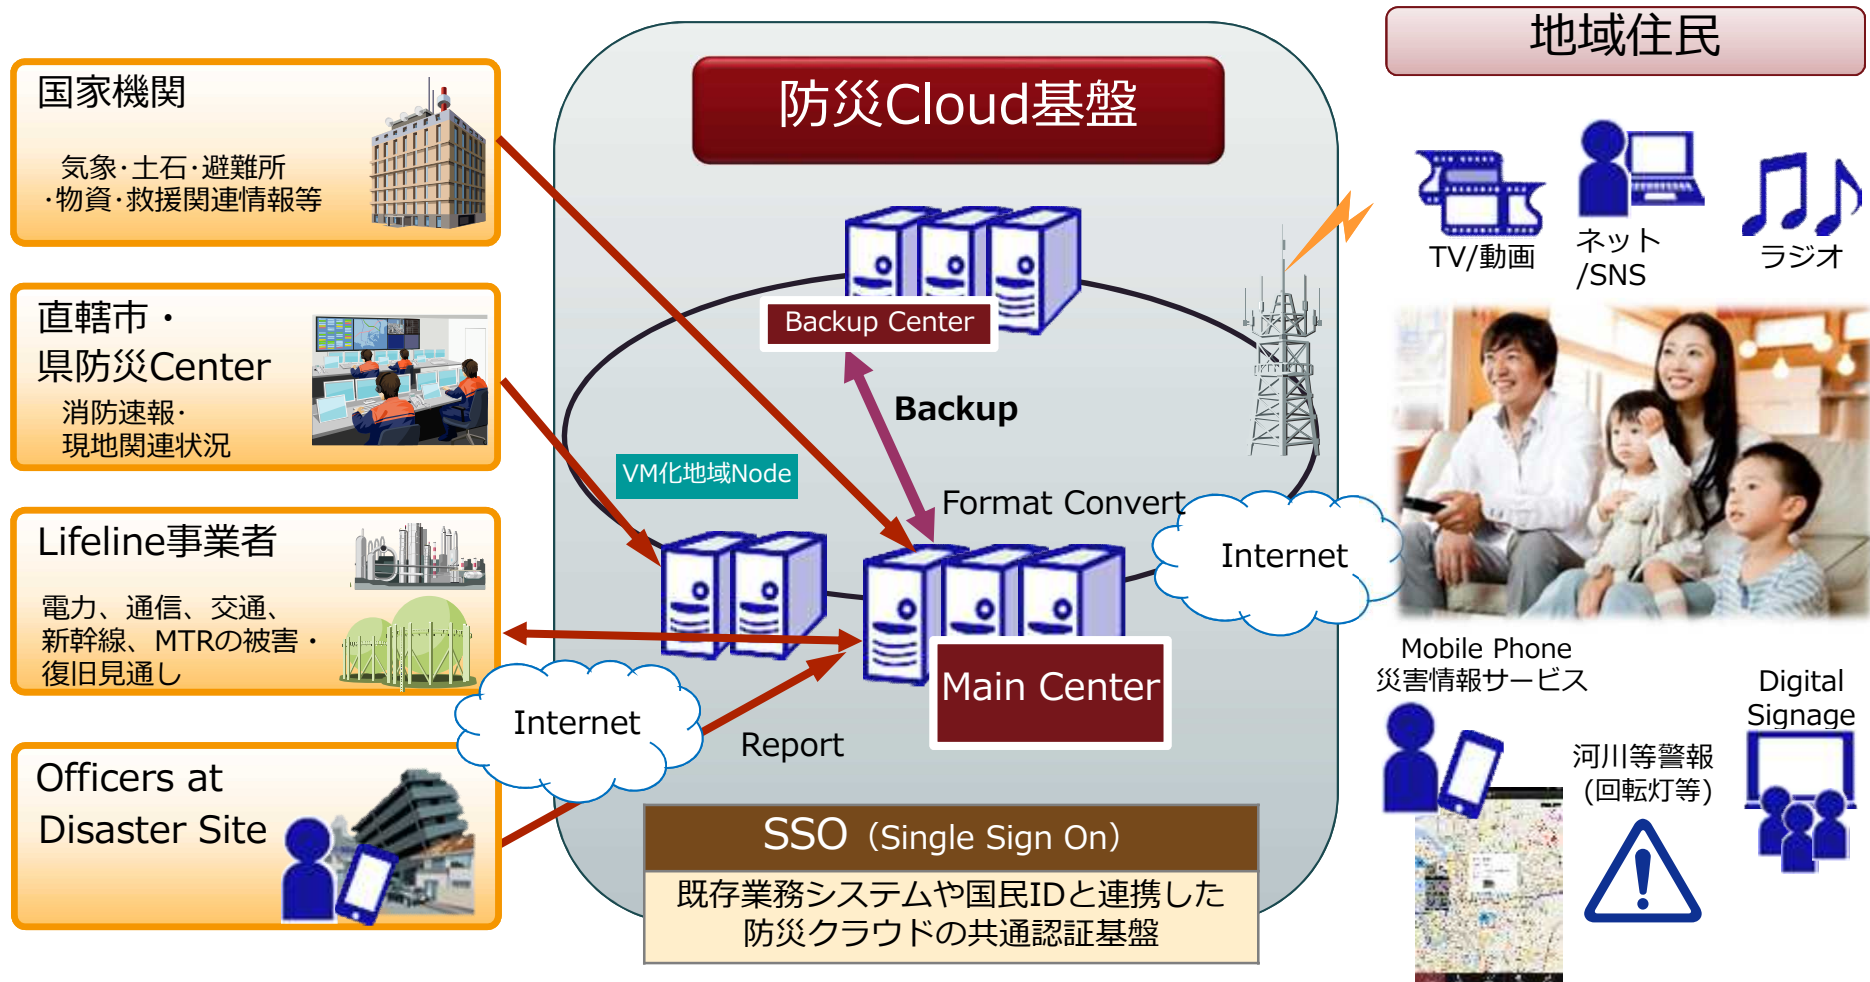 国家機関
気象・土石・避難所
・物資・救援関連情報等
直轄市・
県防災Center
消防速報・
現地関連状況
Lifeline事業者
電力、通信、交通、
新幹線、MTRの被害・
復旧見通し
Officers at
Disaster Site
防災Cloud基盤
Backup Center
Backup
VM化地域Node
Format Convert
Internet
Main Center
Internet
Report
SSO（Single Sign On）
既存業務システムや国民IDと連携した
防災クラウドの共通認証基盤
地域住民
TV/動画
ネット
/SNS
ラジオ
Mobile Phone
災害情報サービス
河川等警報
(回転灯等)
Digital
Signage